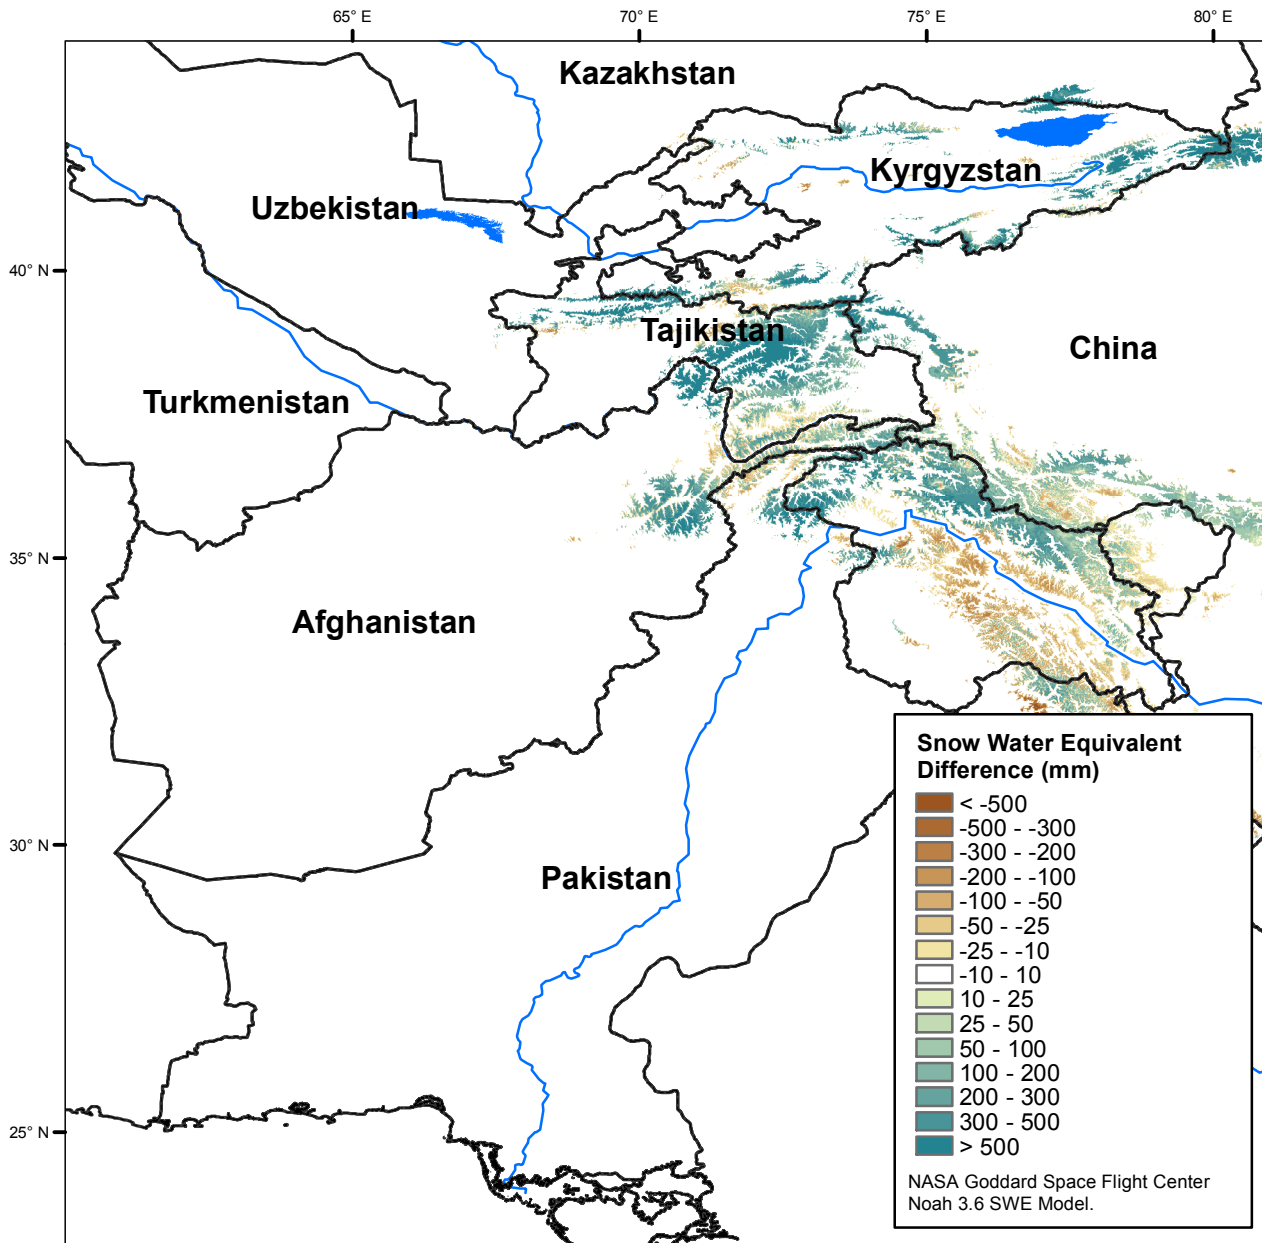 65° E
70° E
75° E
80° E
Kazakhstan
Kyrgyzstan
Uzbekistan
40° N
Tajikistan
China
Turkmenistan
35° N
Afghanistan
Snow Water Equivalent
Difference (mm)
< -500
-500 - -300
-300 - -200
-200 - -100
-100 - -50
-50 - -25
-25 - -10
-10 - 10
10 - 25
25 - 50
50 - 100
100 - 200
200 - 300
300 - 500
> 500
NASA Goddard Space Flight Center
Noah 3.6 SWE Model.
30° N
Pakistan
25° N